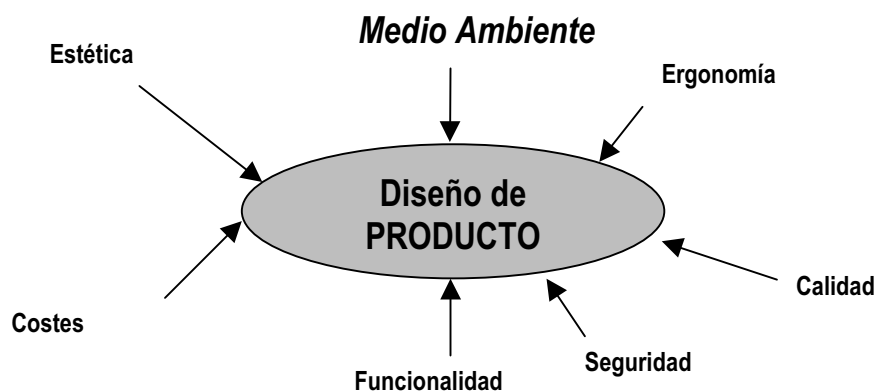 Medio Ambiente
Estética
Ergonomía
Diseño de
PRODUCTO
Calidad
Costes
Seguridad
Funcionalidad